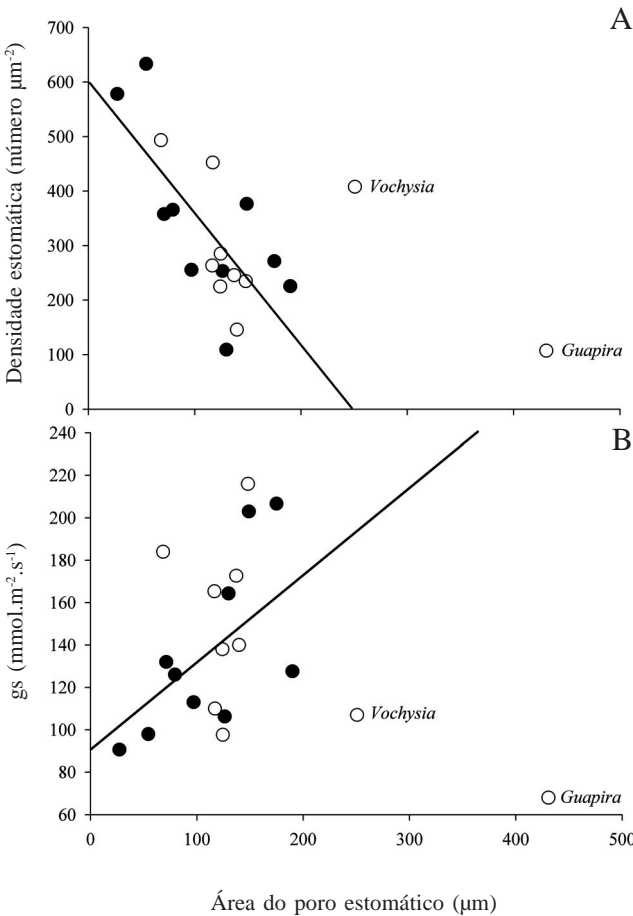 A
700
600
500
400
300
200
100
0
Densidade estomática (número µm-2)
Vochysia
Guapira
B
240
220
200
180
160
140
120
100
80
60
gs (mmol.m-2.s-1)
Vochysia
Guapira
0 100 200 300 400 500
Área do poro estomático (µm)